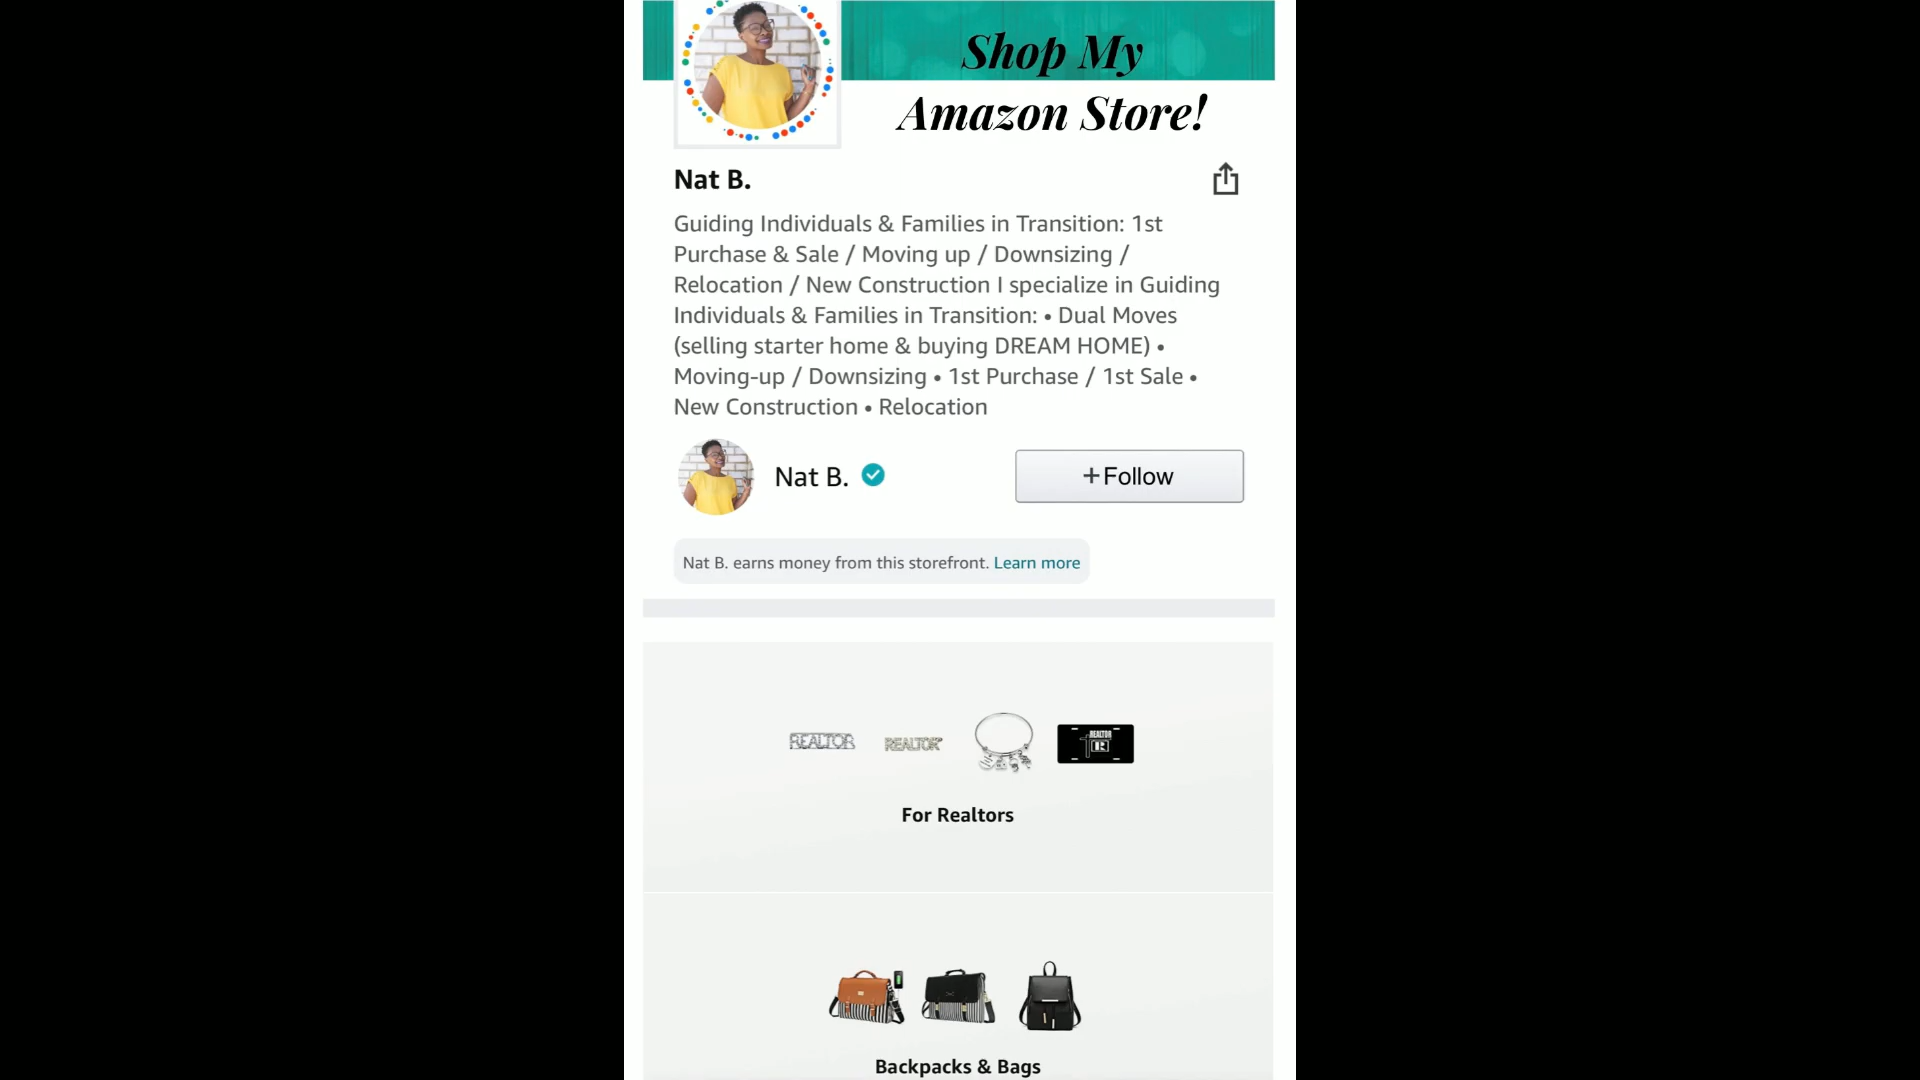 Shop My
Amazon Store!
Nat B.
Guiding Individuals & Families in Transition: 1st
Purchase & Sale / Moving up / Downsizing /
Relocation / New Construction I specialize in Guiding
Individuals & Families in Transition: • Dual Moves
(selling starter home & buying DREAM HOME) •
Moving-up / Downsizing • 1st Purchase / 1st Sale •
New Construction • Relocation
Nat B.
+Follow
Nat B. earns money from this storefront. Learn more
REALTOR
REALTOR
REALTOR
R
For Realtors
Backpacks & Bags